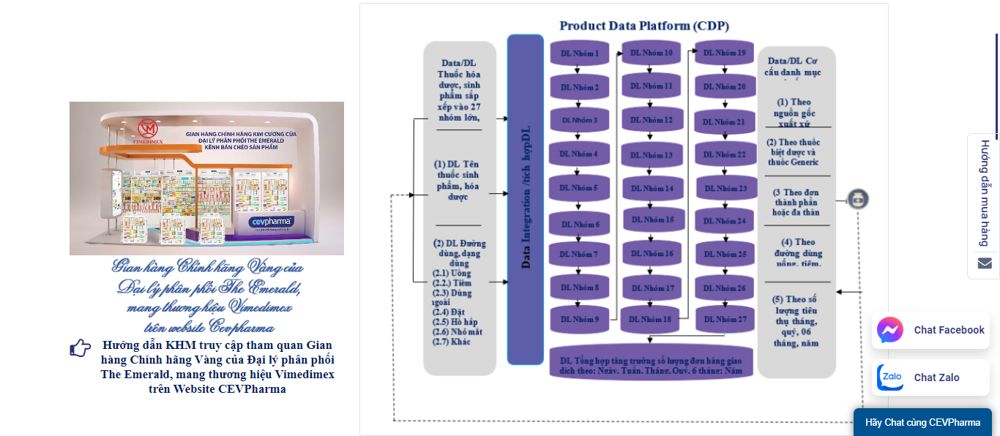 VIMEDIMEX
GIAN HÀNG CHÍNH HÃNG KIM CƯƠNG CỦA
ĐẠI LÝ PHÂN PHỐI THE EMERALD
KÊNH BÁN CHÉO SẢN PHẨM
cevpharma
Gian hàng Chính hãng Vàng của
Đại lý phân phối The Emerald,
mang thương hiệu Vimedimex
trên website Cevpharma
Hướng dẫn KHM truy cập tham quan Gian
hàng Chính hãng Vàng của Đại lý phân phối
The Emerald, mang thương hiệu Vimedimex
trên Website CEVPharma
Product Data Platform (CDP)
Data/DL
Thuốc hóa
dược, sinh
phẩm sắp
xếp vào 27
nhóm lớn,
(1) DL Tên
thuốc sinh
phẩm, hóa
dược
(2) DL Đường
dùng, dạng
dùng
(2.1) Uống
(2.2.) Tiêm
(2.3) Dùng
ngoài
(2.4) Đặt
(2.5) Hô hấp
(2.6) Nhỏ mắt
(2.7) Khác
Data Integration /tích hợpDL
DL Nhóm 1
DL Nhóm 2
DL Nhóm 3
DL Nhóm 4
DL Nhóm 5
DL Nhóm 6
DL Nhóm 7
DL Nhóm 8
DL Nhóm 9
DL Nhóm 10
DL Nhóm 11
DL Nhóm 12
DL Nhóm 13
DL Nhóm 14
DL Nhóm 15
DL Nhóm 16
DL Nhóm 17
DL Nhóm 18
DL Nhóm 19
DL Nhóm 20
DL Nhóm 21
DL Nhóm 22
DL Nhóm 23
DL Nhóm 24
DL Nhóm 25
DL Nhóm 26
DL Nhóm 27
DL Tổng hợp tăng trưởng số lượng đơn hàng giao
dịch theo: Ngày, Tuần, Tháng, Quý, 6 tháng; Năm
Data/DL Cơ
cấu danh mục
(1) Theo
nguồn gốc
xuất xứ
(2) Theo thuốc
biệt dược và
thuốc Generic
(3 Theo đơn
thành phần
hoặc đa thàn
(4) Theo
đường dùng
uống, tiêm,
(5) Theo số
lượng tiêu
thụ tháng,
quý, 06
tháng, năm
Hướng dẫn mua hàng
Chat Facebook
Zalo
Chat Zalo
Hãy Chat cùng CEVPharma